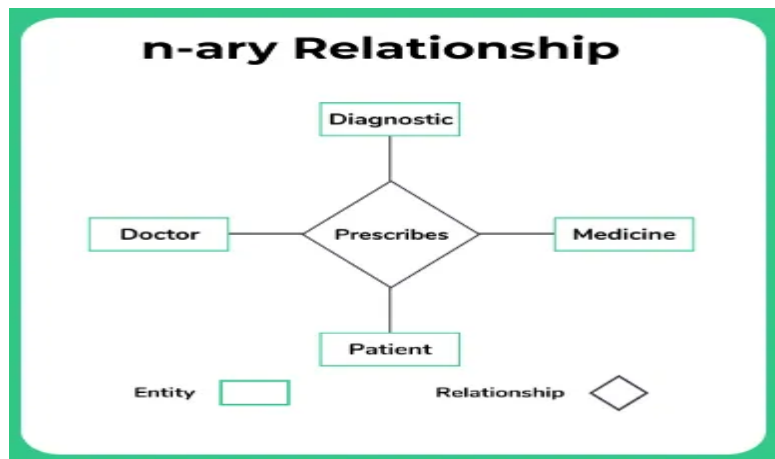 n-ary Relationship
Diagnostic
Doctor
Prescribes
Medicine
Patient
Entity
Relationship